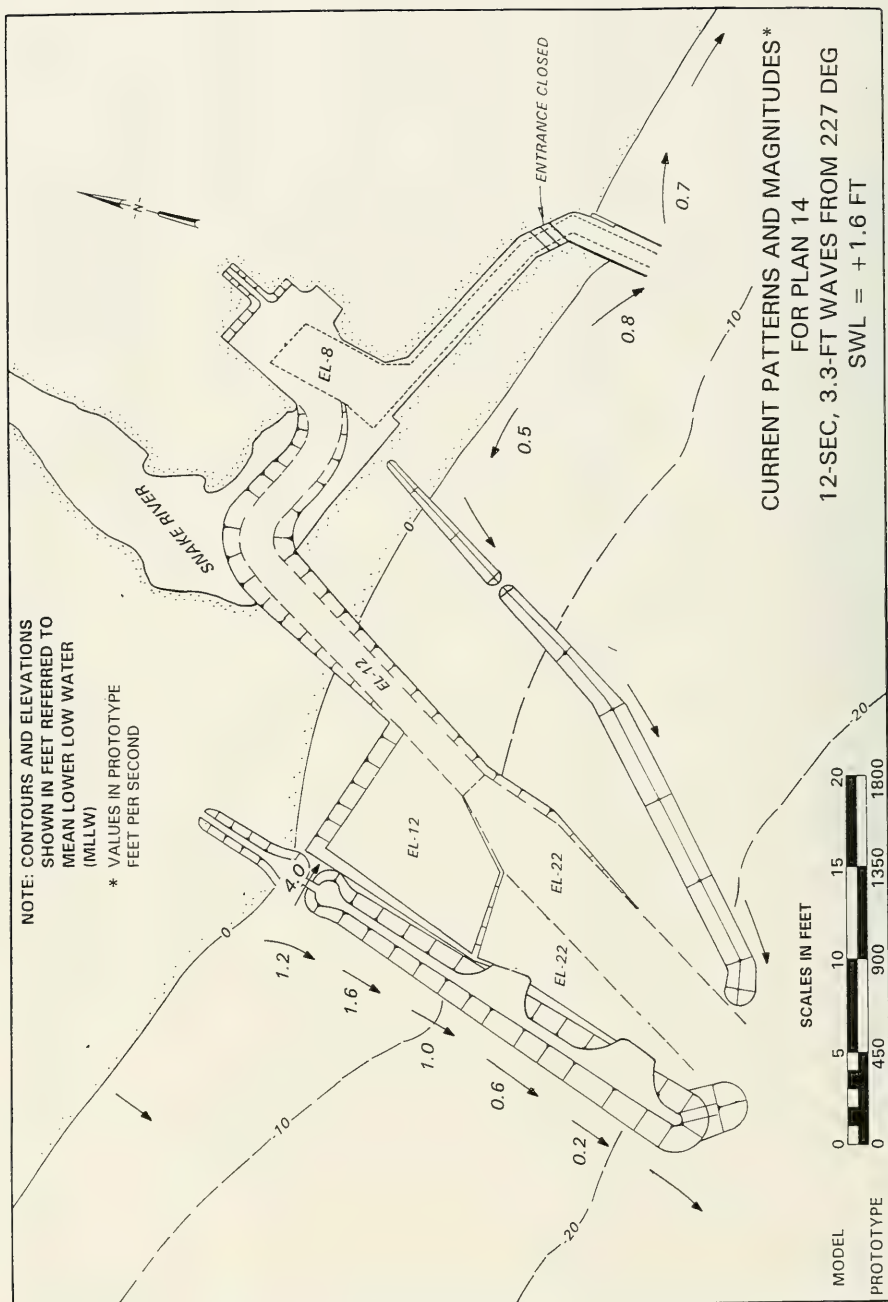 NOTE: CONTOURS AND ELEVATIONS
SHOWN IN FEET REFERRED TO
MEAN LOWER LOW WATER
(MLLW)
* VALUES IN PROTOTYPE
FEET PER SECOND
SNAKE RIVER
-N-
ENTRANCE CLOSED
EL-8
EL-12
EL-12
EL-22
EL-22
0
0
-10
-10
-20
-20
4.0
1.2
1.6
1.0
0.6
0.2
0.5
0.8
0.7
SCALES IN FEET
MODEL 0 5 10 15 20
PROTOTYPE 0 450 900 1350 1800
CURRENT PATTERNS AND MAGNITUDES*
FOR PLAN 14
12-SEC, 3.3-FT WAVES FROM 227 DEG
SWL = +1.6 FT